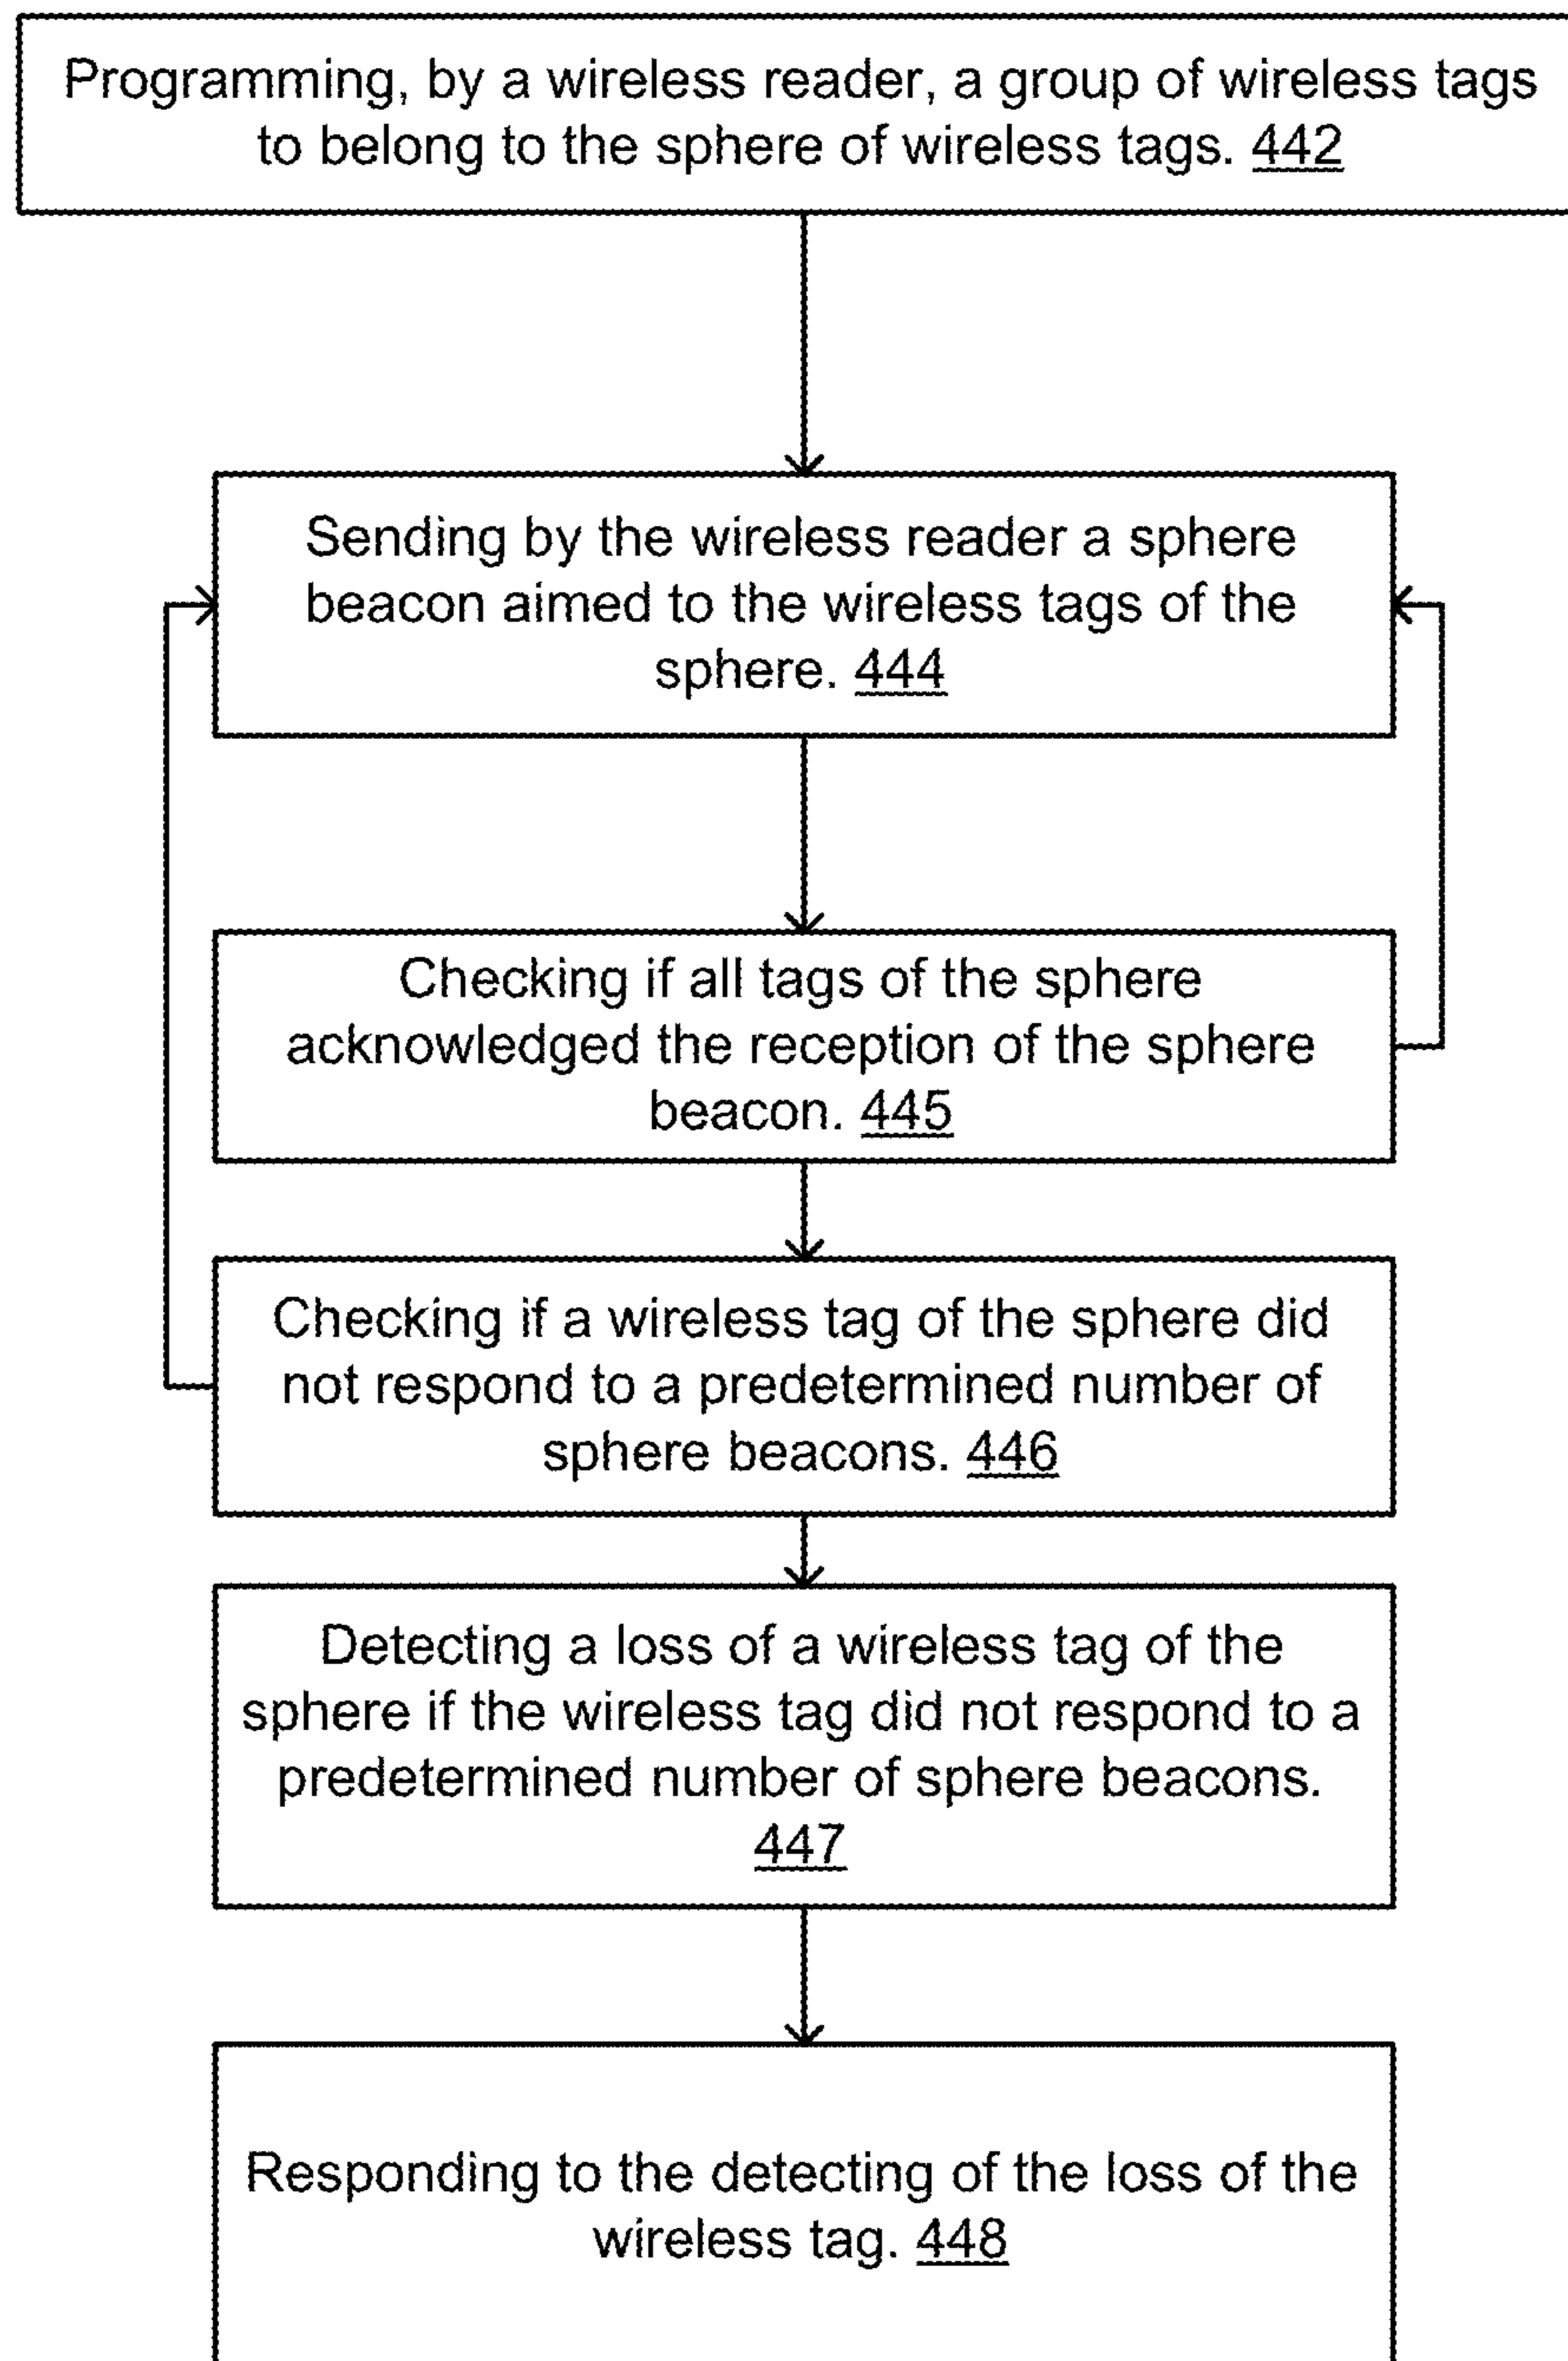 Programming, by a wireless reader, a group of wireless tags
to belong to the sphere of wireless tags. 442
Sending by the wireless reader a sphere
beacon aimed to the wireless tags of the
sphere. 444
Checking if all tags of the sphere
acknowledged the reception of the sphere
beacon. 445
Checking if a wireless tag of the sphere did
not respond to a predetermined number of
sphere beacons. 446
Detecting a loss of a wireless tag of the
sphere if the wireless tag did not respond to a
predetermined number of sphere beacons.
447
Responding to the detecting of the loss of the
wireless tag. 448